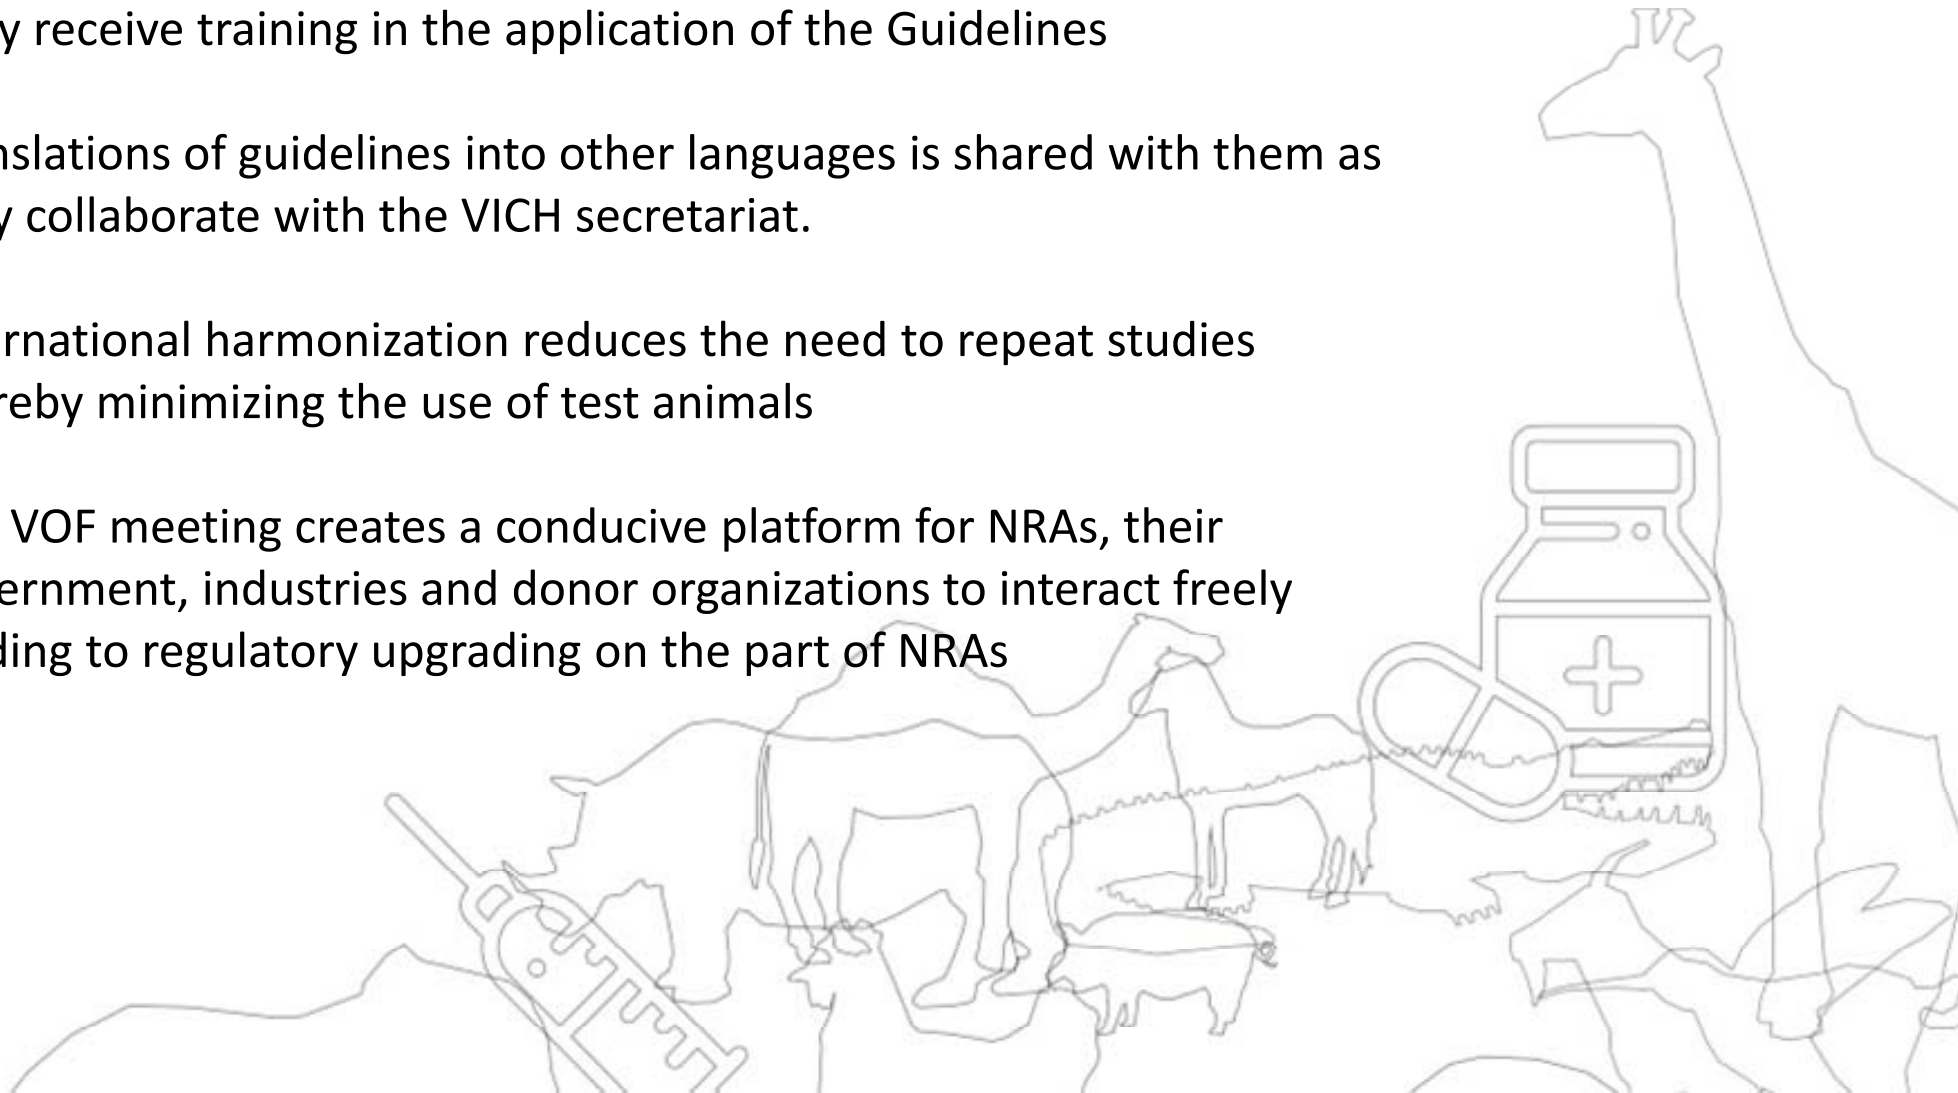 y receive training in the application of the Guidelines
nslations of guidelines into other languages is shared with them as
y collaborate with the VICH secretariat.
rnational harmonization reduces the need to repeat studies
reby minimizing the use of test animals
VOF meeting creates a conducive platform for NRAs, their
ernment, industries and donor organizations to interact freely
ding to regulatory upgrading on the part of NRAs